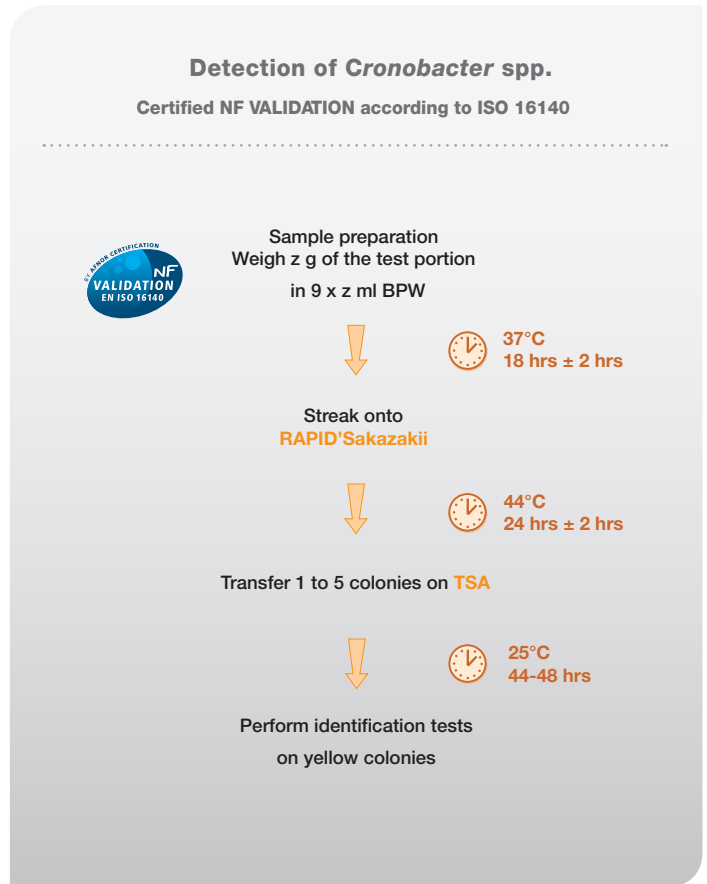 Detection of Cronobacter spp.
Certified NF VALIDATION according to ISO 16140
BY AFNOR CERTIFICATION
NF
VALIDATION
EN ISO 16140
Sample preparation
Weigh z g of the test portion
in 9 x z ml BPW
37°C
18 hrs ± 2 hrs
Streak onto
RAPID’Sakazakii
44°C
24 hrs ± 2 hrs
Transfer 1 to 5 colonies on TSA
25°C
44-48 hrs
Perform identification tests
on yellow colonies